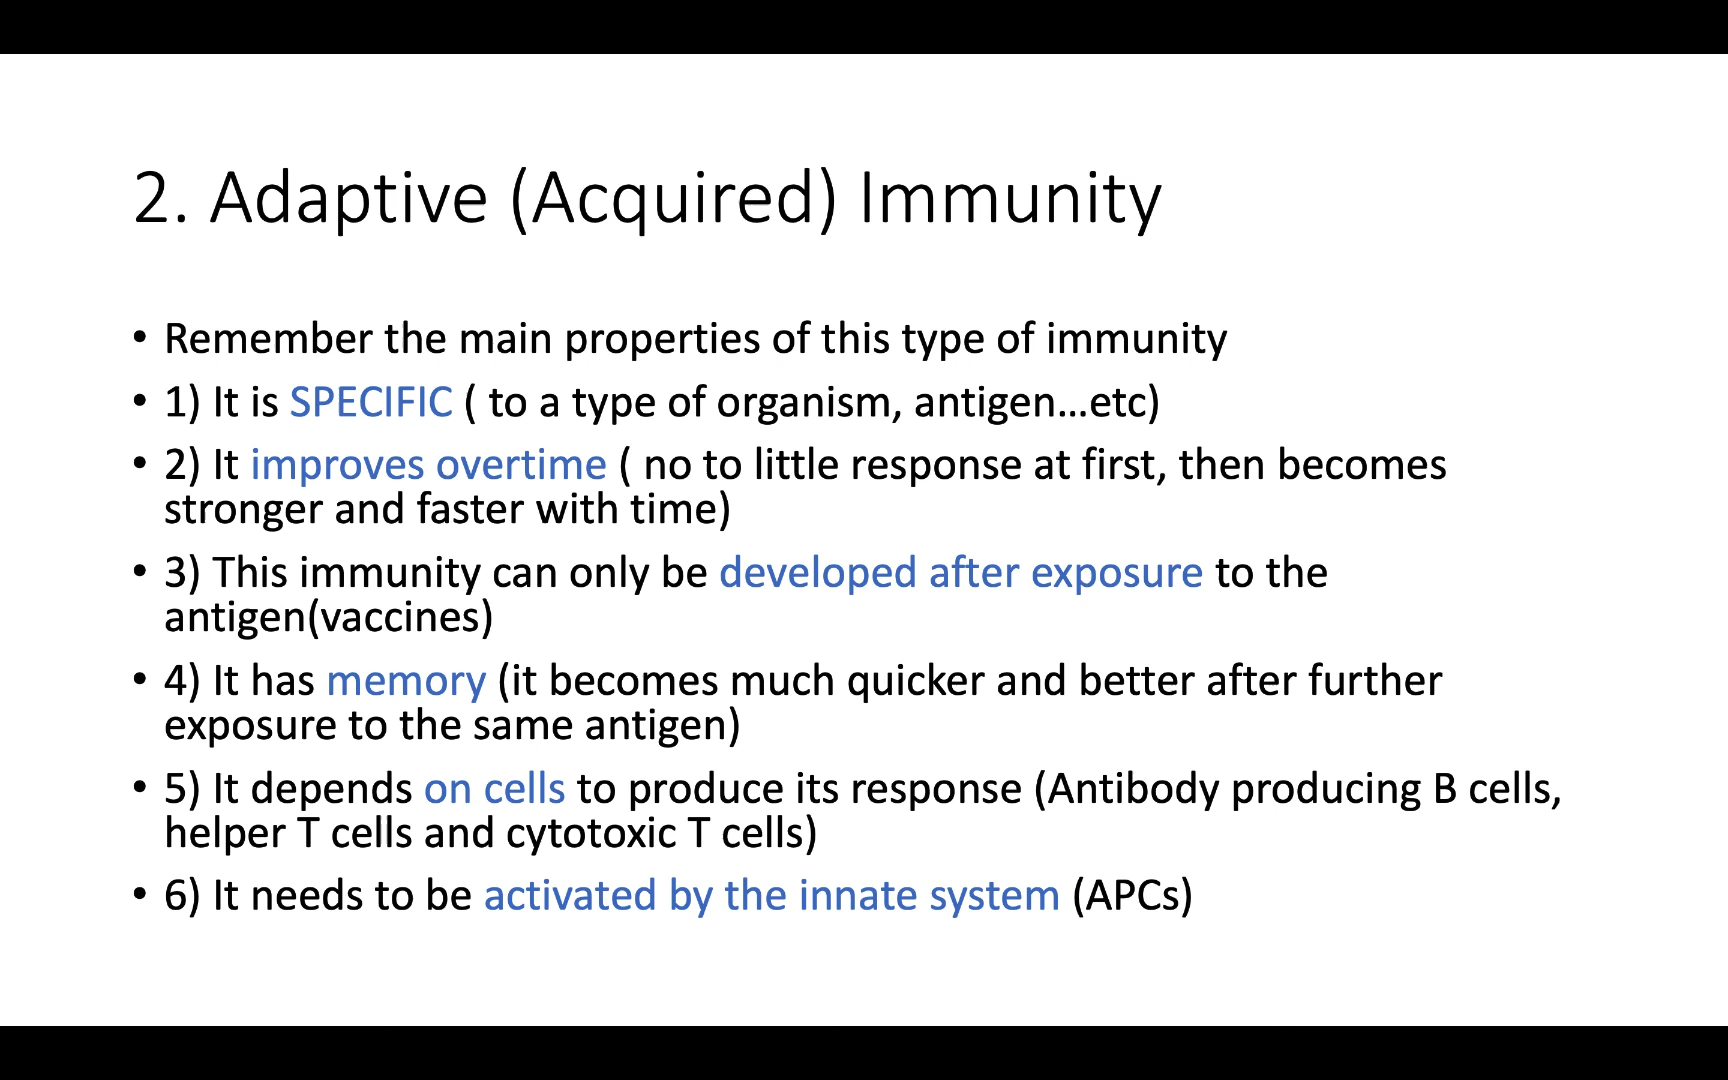 2. Adaptive (Acquired) Immunity
• Remember the main properties of this type of immunity
• 1) It is SPECIFIC ( to a type of organism, antigen...etc)
• 2) It improves overtime ( no to little response at first, then becomes
stronger and faster with time)
• 3) This immunity can only be developed after exposure to the
antigen(vaccines)
• 4) It has memory (it becomes much quicker and better after further
exposure to the same antigen)
• 5) It depends on cells to produce its response (Antibody producing B cells,
helper T cells and cytotoxic T cells)
• 6) It needs to be activated by the innate system (APCs)